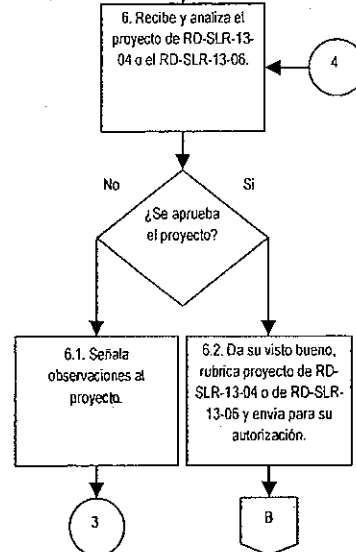 6. Recibe y analiza el
proyecto de RD-SLR-13-
04 o el RD-SLR-13-06.
4
No
Si
¿Se aprueba
el proyecto?
6.1. Señala
observaciones al
proyecto.
6.2. Da su visto bueno,
rubrica proyecto de RD-
SLR-13-04 o de RD-SLR-
13-06 y envia para su
autorización.
3
B